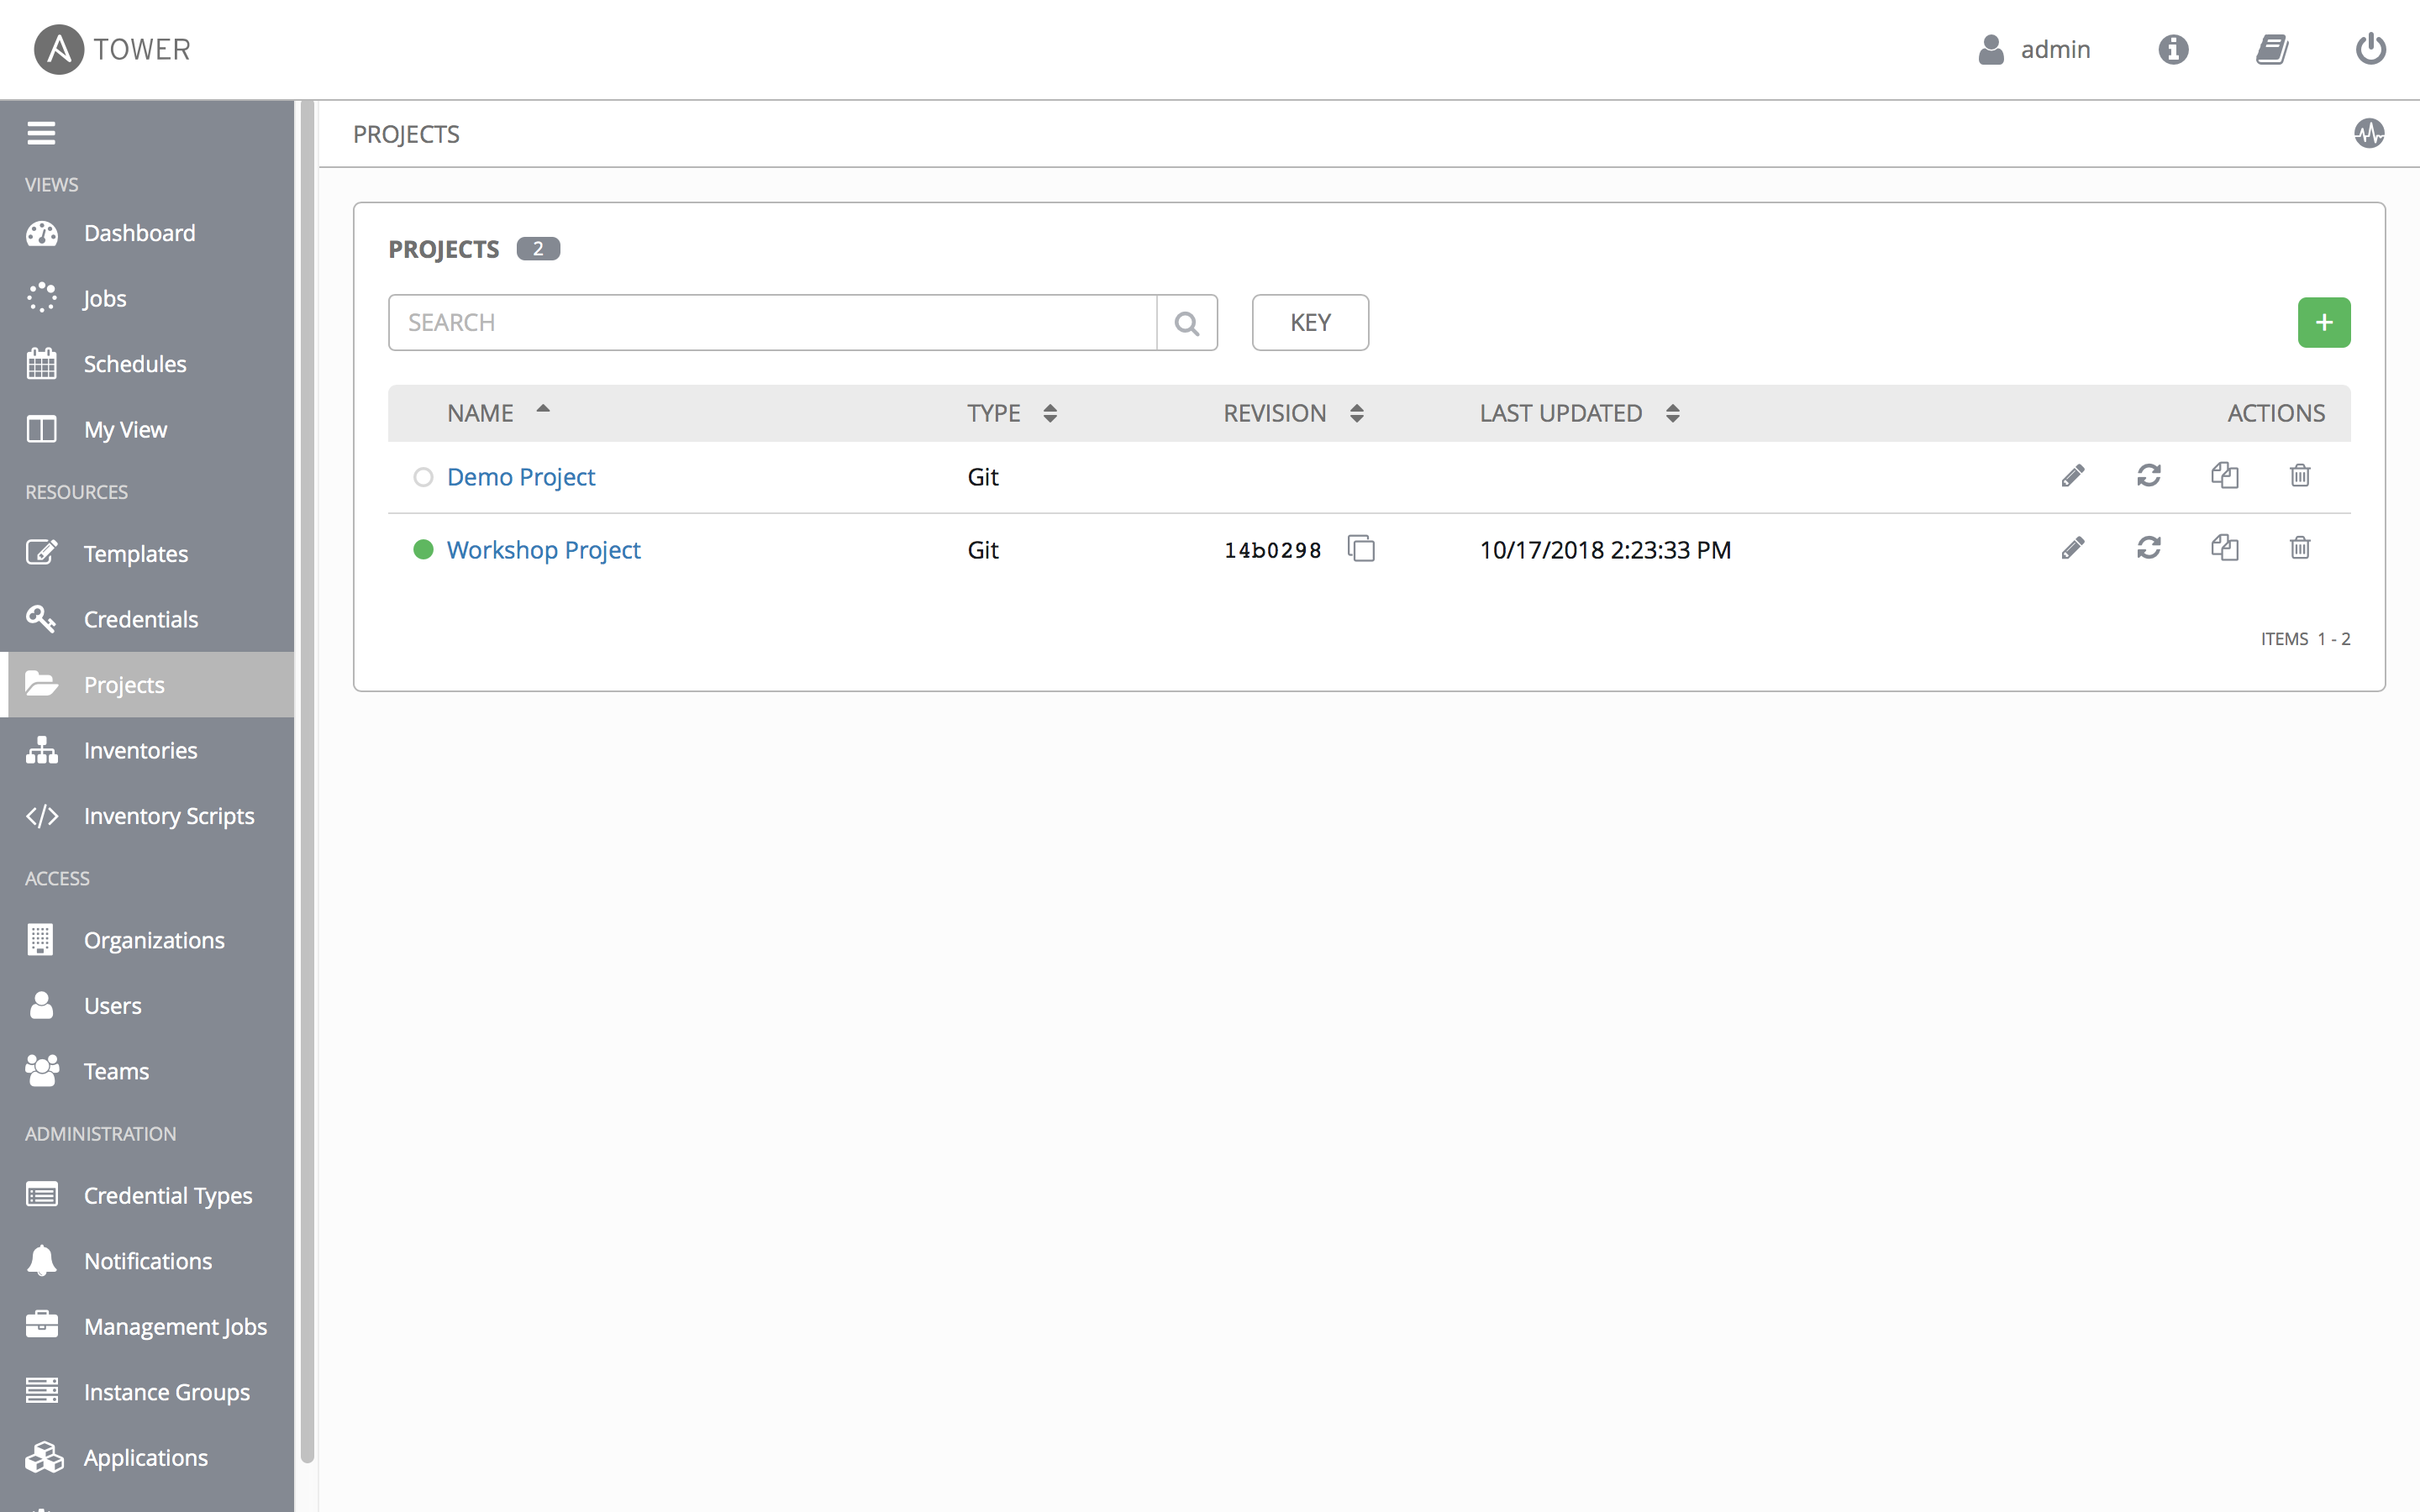 TOWER
admin
VIEWS
Dashboard
Jobs
Schedules
My View
RESOURCES
Templates
Credentials
Projects
Inventories
Inventory Scripts
ACCESS
Organizations
Users
Teams
ADMINISTRATION
Credential Types
Notifications
Management Jobs
Instance Groups
Applications
PROJECTS
PROJECTS 2
SEARCH KEY +
NAME TYPE REVISION LAST UPDATED ACTIONS
Demo Project Git
Workshop Project Git 14b0298 10/17/2018 2:23:33 PM
ITEMS 1 - 2